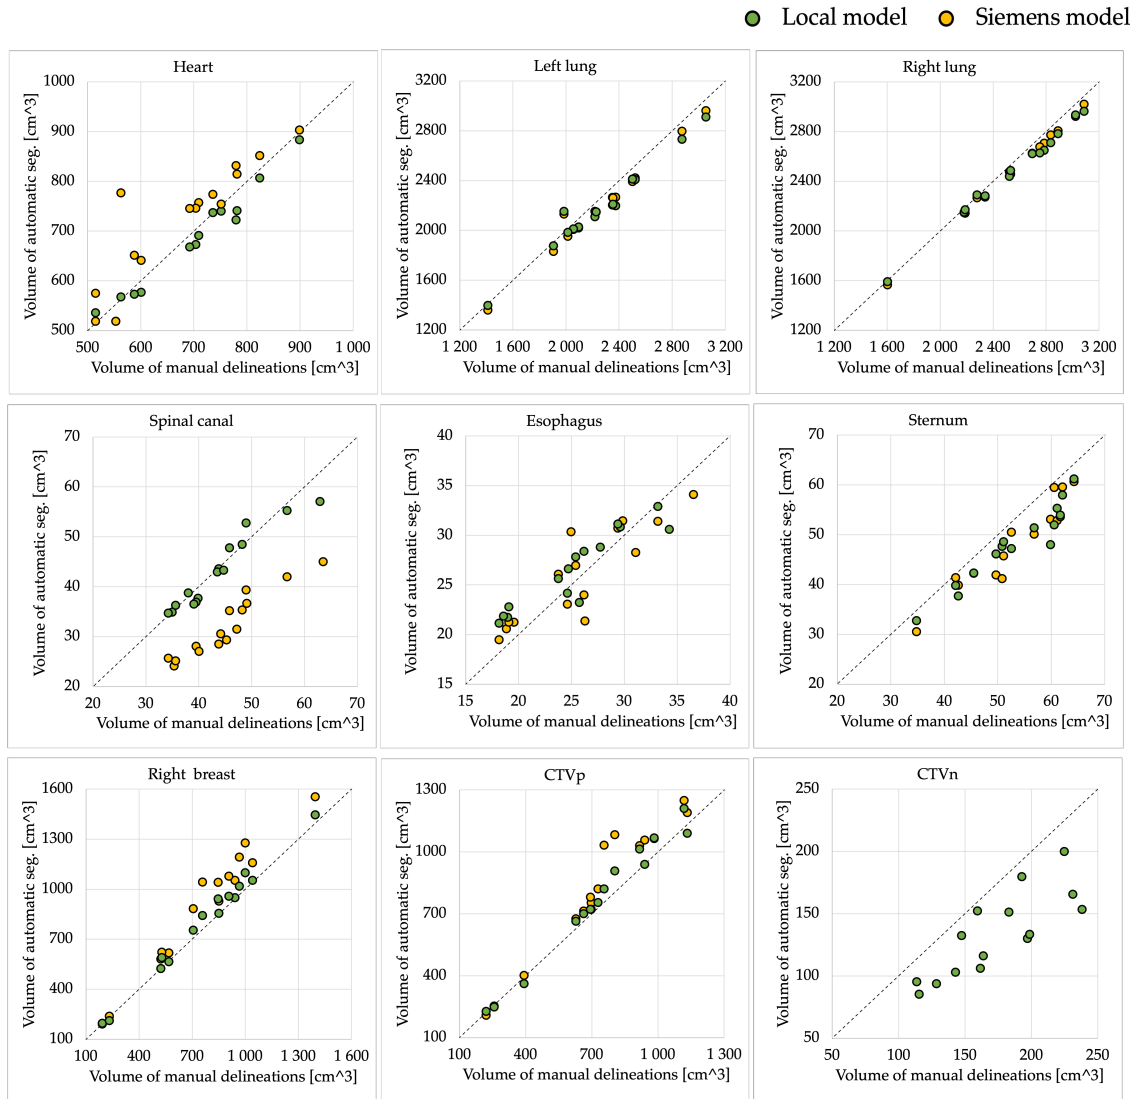 Local model Siemens model
Heart
Volume of automatic seg. [cm^3]
1000
900
800
700
600
500
500 600 700 800 900 1 000
Volume of manual delineations [cm^3]
Left lung
Volume of automatic seg. [cm^3]
3200
2800
2400
2000
1600
1200
1 200 1 600 2 000 2 400 2 800 3 200
Volume of manual delineations [cm^3]
Right lung
Volume of automatic seg. [cm^3]
3200
2800
2400
2000
1600
1200
1 200 1 600 2 000 2 400 2 800 3 200
Volume of manual delineations [cm^3]
Spinal canal
Volume of automatic seg. [cm^3]
70
60
50
40
30
20
20 30 40 50 60 70
Volume of manual delineations [cm^3]
Esophagus
Volume of automatic seg. [cm^3]
40
35
30
25
20
15
15 20 25 30 35 40
Volume of manual delineations [cm^3]
Sternum
Volume of automatic seg. [cm^3]
70
60
50
40
30
20
20 30 40 50 60 70
Volume of manual delineations [cm^3]
Right breast
Volume of automatic seg. [cm^3]
1600
1300
1000
700
400
100
100 400 700 1 000 1 300 1 600
Volume of manual delineations [cm^3]
CTVp
Volume of automatic seg. [cm^3]
1300
1000
700
400
100
100 400 700 1 000 1 300
Volume of manual delineations [cm^3]
CTVn
Volume of automatic seg. [cm^3]
250
200
150
100
50
50 100 150 200 250
Volume of manual delineations [cm^3]